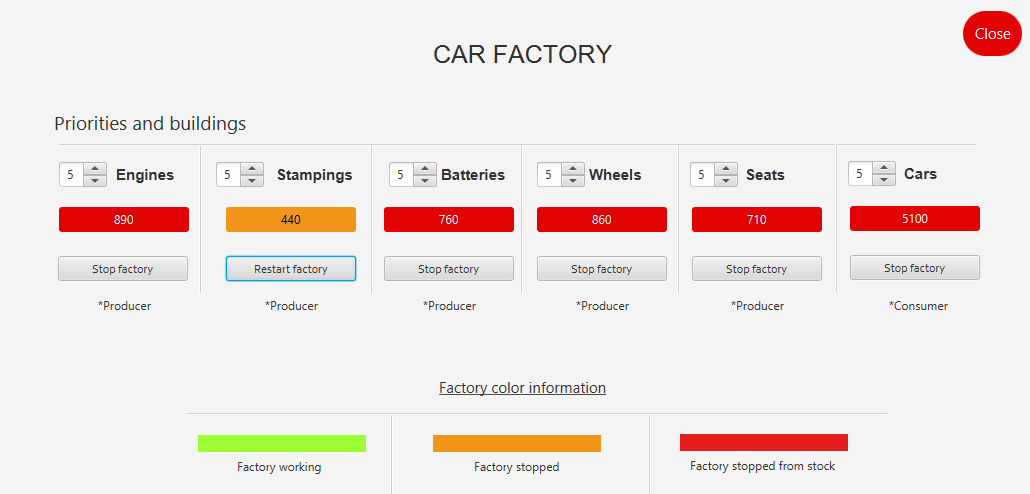 Close
CAR FACTORY
Priorities and buildings
5 Engines 5 Stampings 5 Batteries 5 Wheels 5 Seats 5 Cars
890 440 760 860 710 5100
Stop factory Restart factory Stop factory Stop factory Stop factory Stop factory
*Producer *Producer *Producer *Producer *Producer *Consumer
Factory color information
Factory working Factory stopped Factory stopped from stock